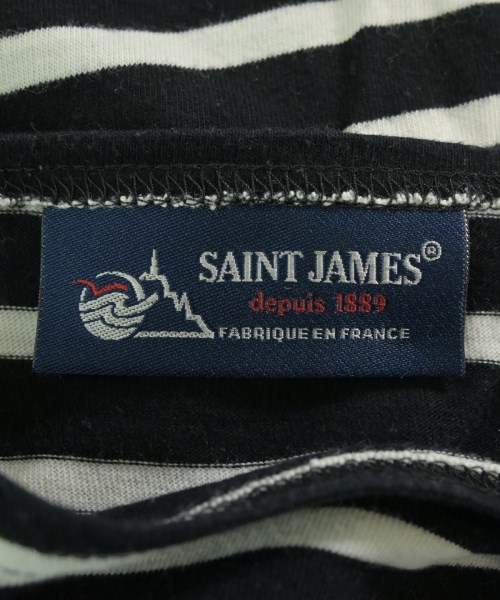 SAINT JAMES®
depuis 1889
FABRIQUE EN FRANCE